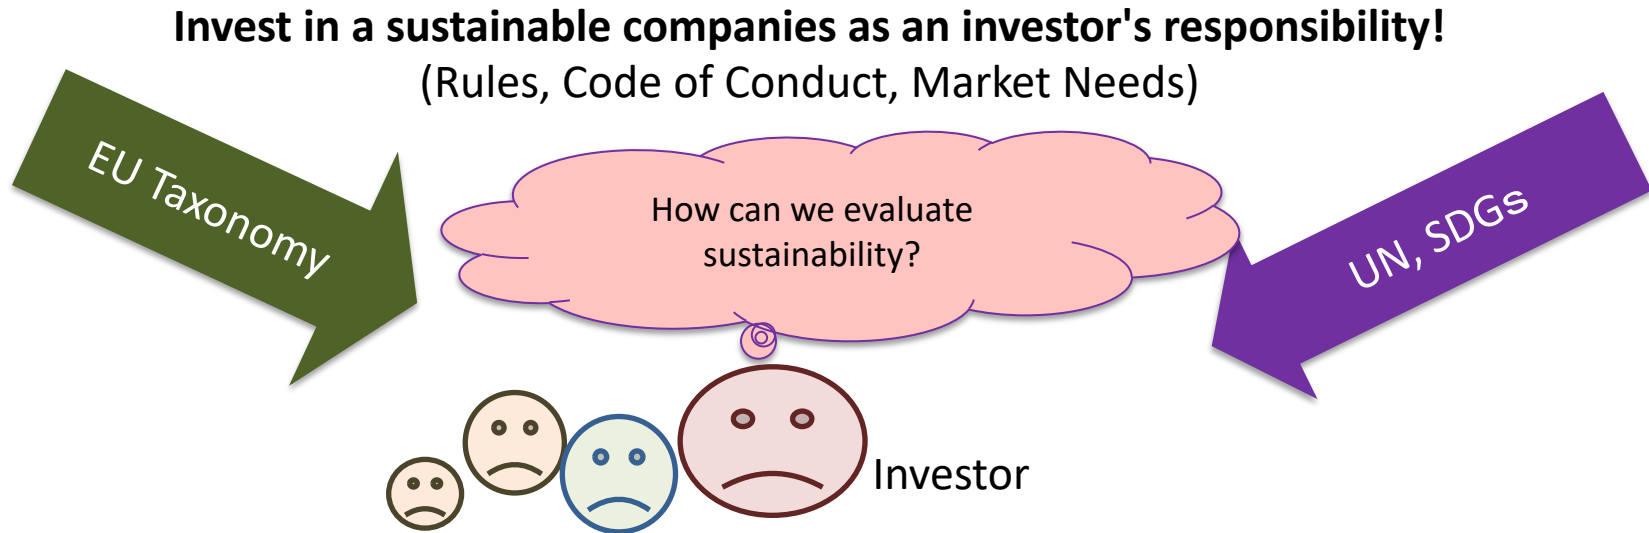 Invest in a sustainable companies as an investor's responsibility!
(Rules, Code of Conduct, Market Needs)
EU Taxonomy
How can we evaluate
sustainability?
UN, SDGs
Investor